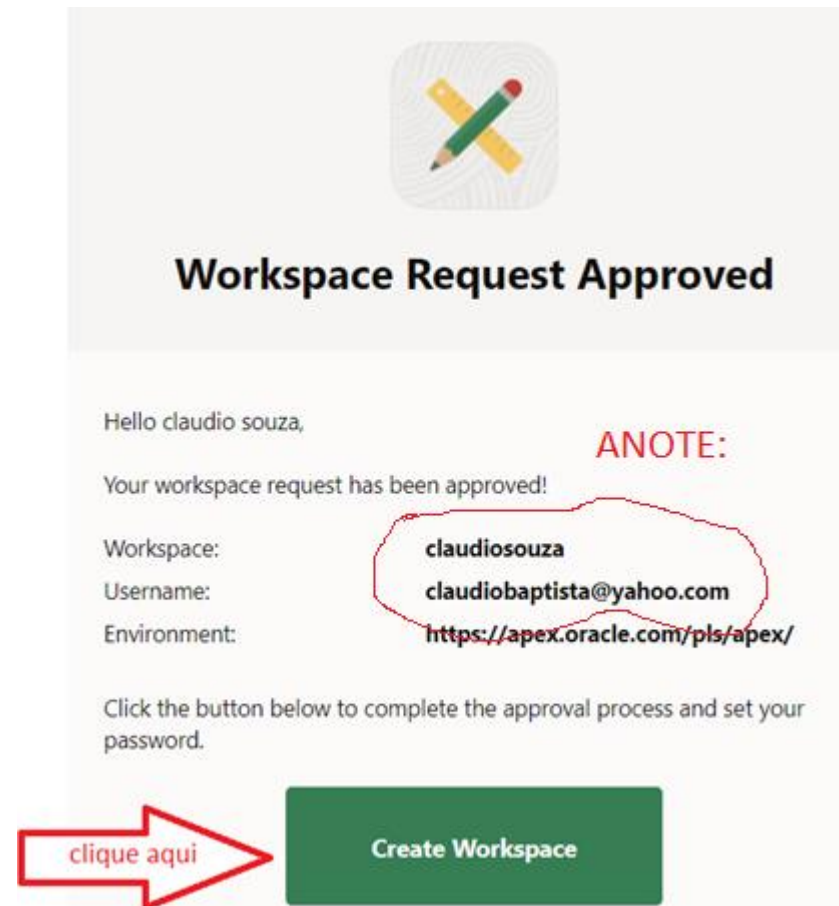 Workspace Request Approved
Hello claudio souza,
ANOTE:
Your workspace request has been approved!
Workspace: claudiosouza
Username: claudiobaptista@yahoo.com
Environment: https://apex.oracle.com/pls/apex/
Click the button below to complete the approval process and set your
password.
clique aqui
Create Workspace